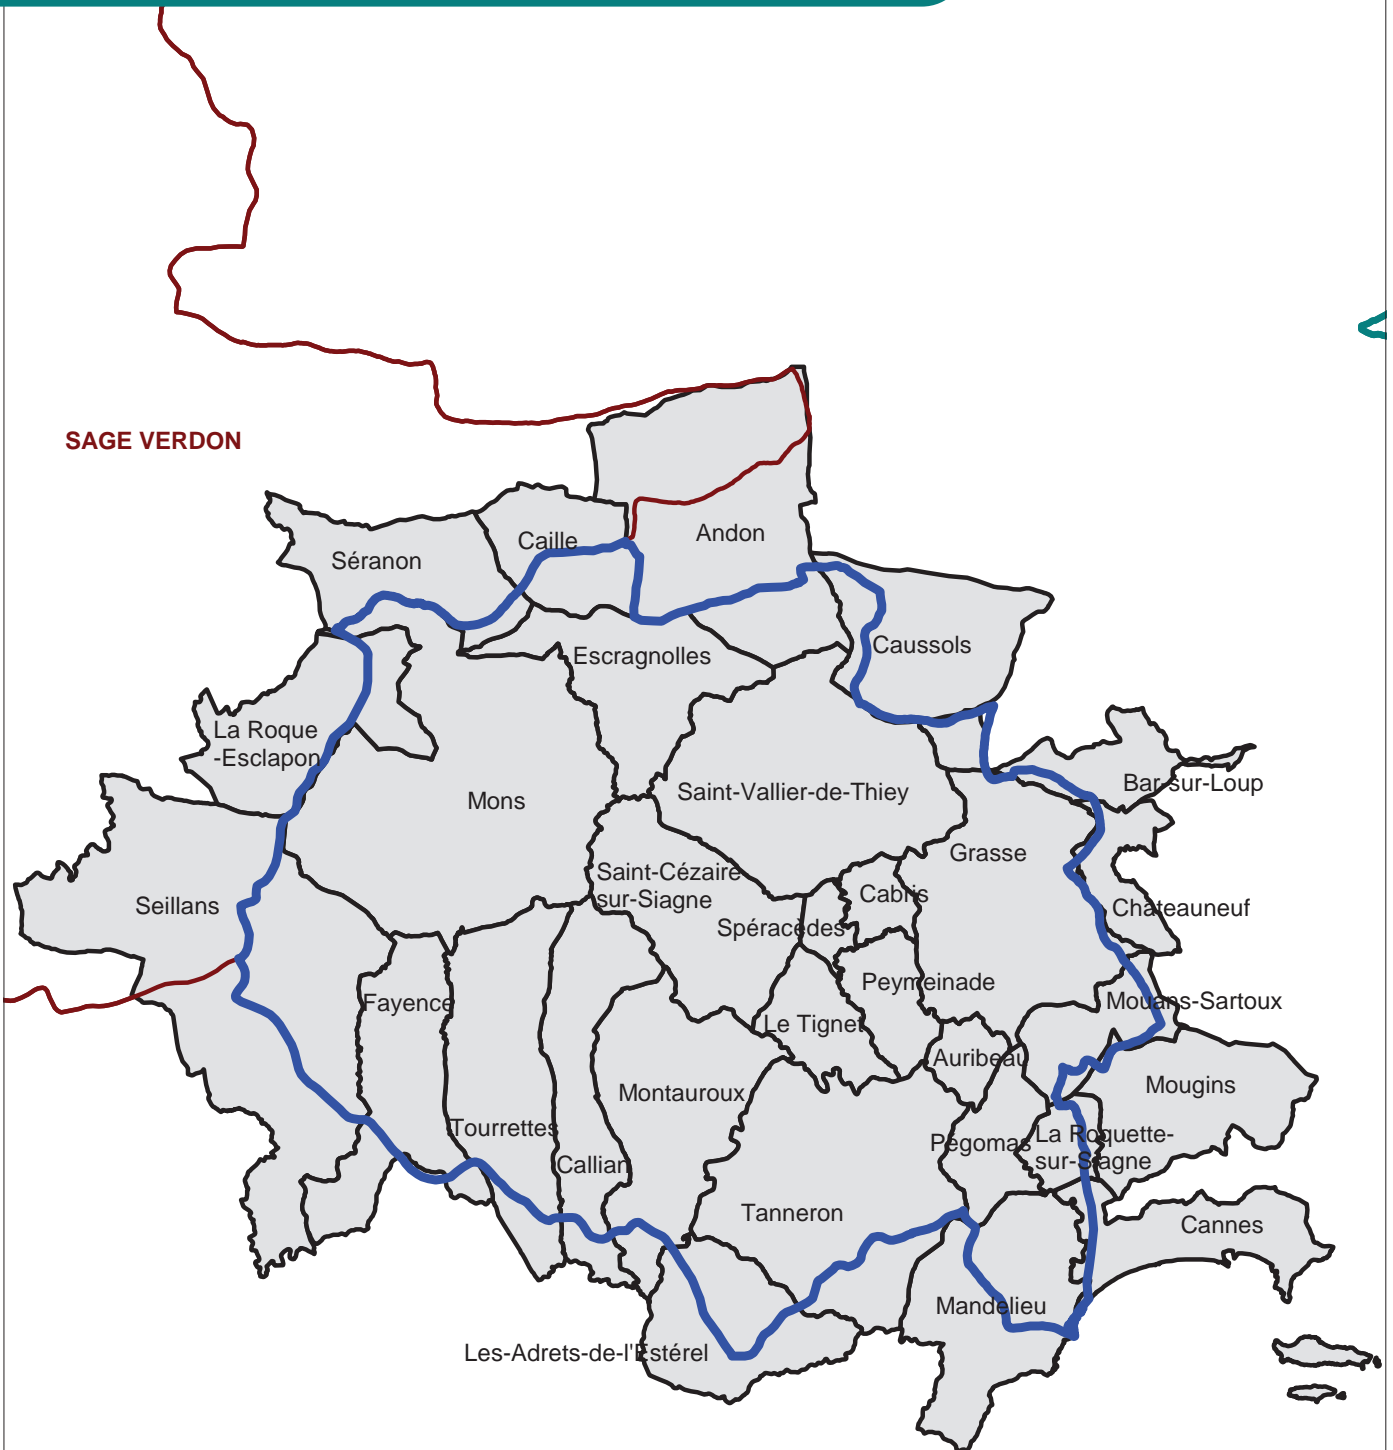 SAGE VERDON
Andon
Caille
Séranon
Caussols
Escragnolles
La Roque
-Esclapon
Bar-sur-Loup
Saint-Vallier-de-Thiey
Mons
Grasse
Saint-Cézaire
sur-Siagne
Cabris
Seillans
Châteauneuf
Spéracèdes
Peymeinade
Mouans-Sartoux
Fayence
Le Tignet
Auribeau
Mougins
Montauroux
Tourrettes
Pégomas
La Roquette-
sur-Siagne
Callian
Tanneron
Cannes
Mandelieu
Les-Adrets-de-l'Estérel